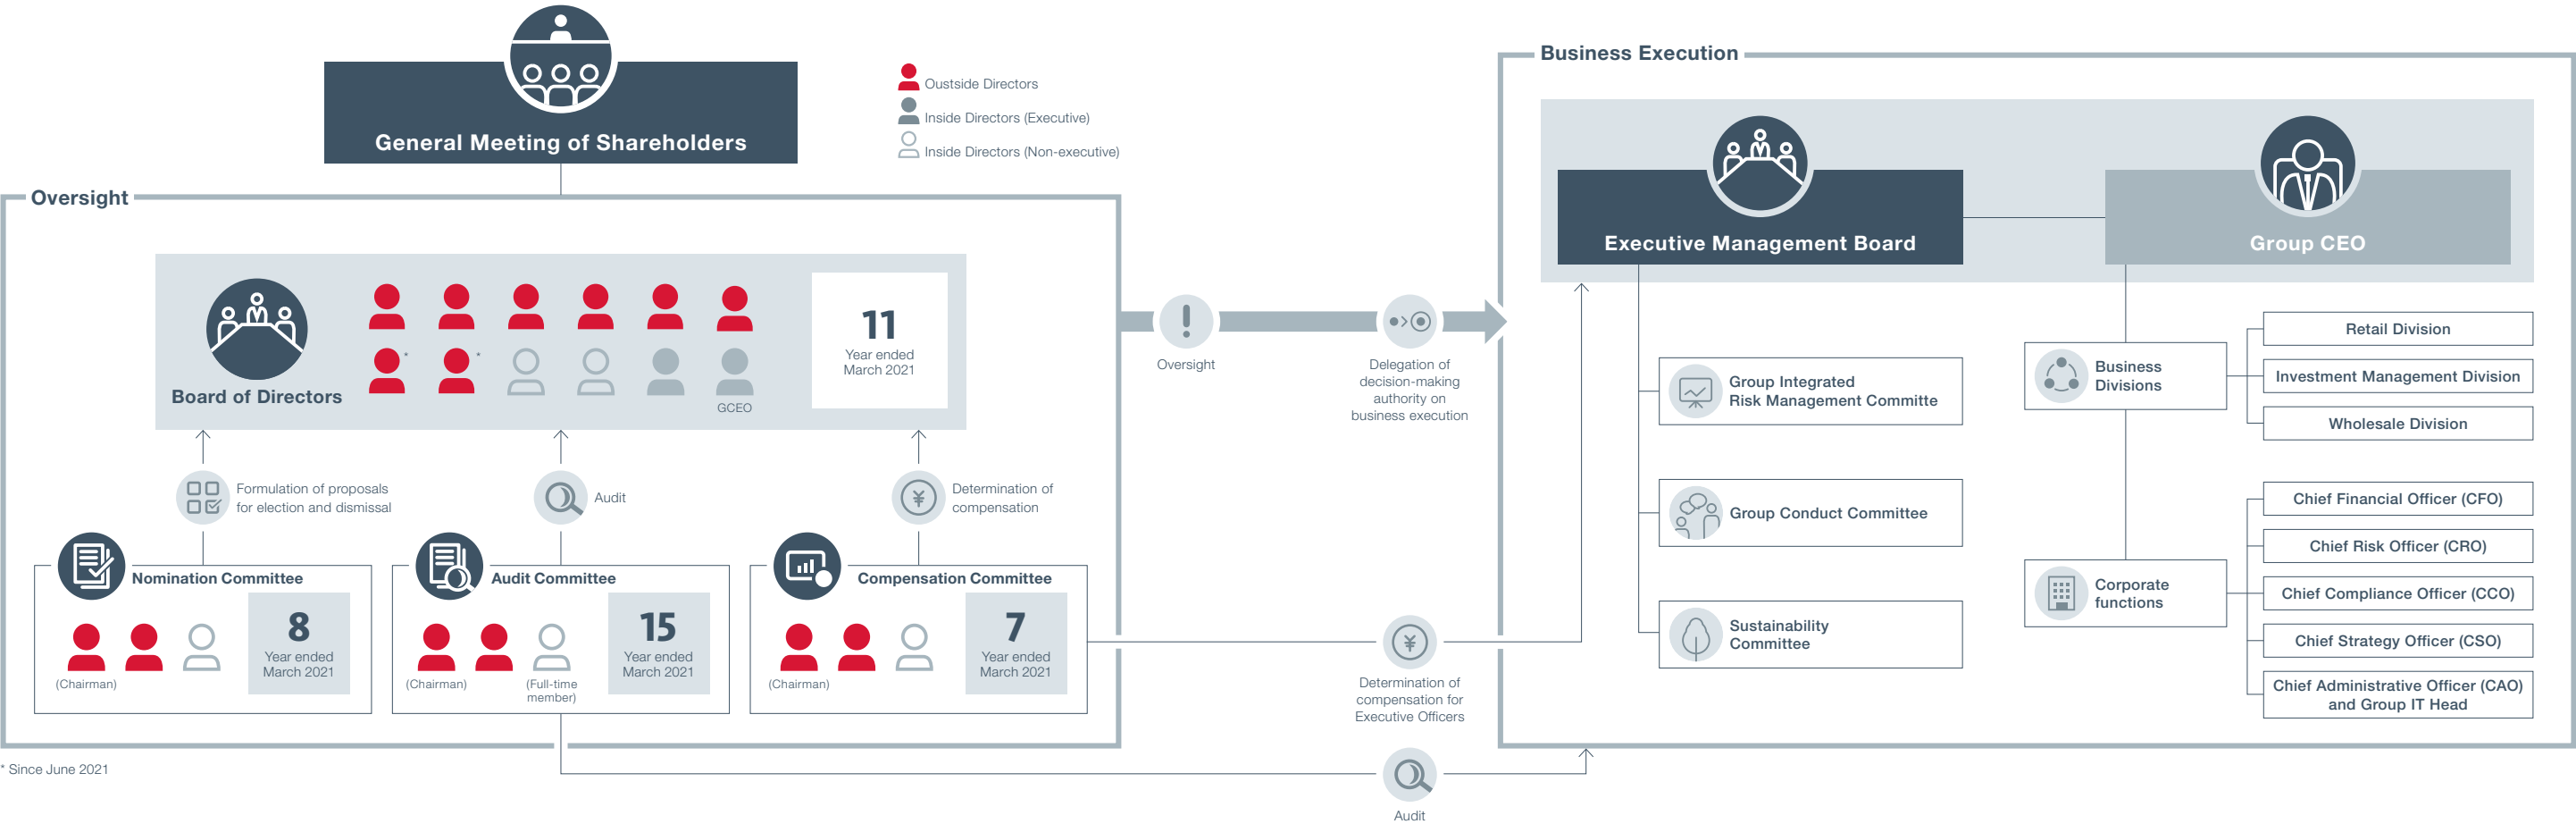 General Meeting of Shareholders
Oustside Directors
Inside Directors (Executive)
Inside Directors (Non-executive)
Oversight
Board of Directors
*
*
GCEO
11
Year ended
March 2021
Formulation of proposals
for election and dismissal
Audit
Determination of
compensation
Nomination Committee
(Chairman)
8
Year ended
March 2021
Audit Committee
(Chairman)
(Full-time
member)
15
Year ended
March 2021
Compensation Committee
(Chairman)
7
Year ended
March 2021
* Since June 2021
Oversight
Delegation of
decision-making
authority on
business execution
Determination of
compensation for
Executive Officers
Audit
Business Execution
Executive Management Board
Group CEO
Group Integrated
Risk Management Committe
Group Conduct Committee
Sustainability
Committee
Business
Divisions
Retail Division
Investment Management Division
Wholesale Division
Corporate
functions
Chief Financial Officer (CFO)
Chief Risk Officer (CRO)
Chief Compliance Officer (CCO)
Chief Strategy Officer (CSO)
Chief Administrative Officer (CAO)
and Group IT Head